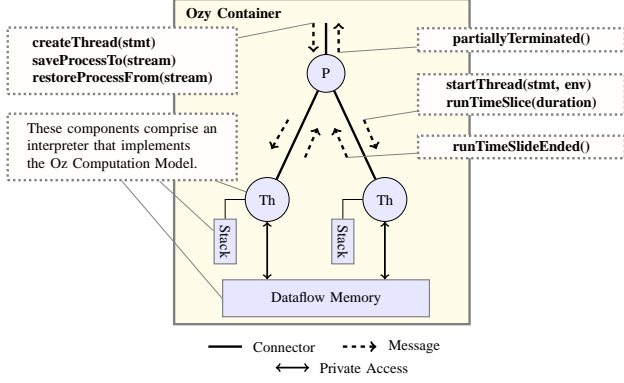 Ozy Container
createThread(stmt)
saveProcessTo(stream)
restoreProcessFrom(stream)
partiallyTerminated()
P
startThread(stmt, env)
runTimeSlice(duration)
runTimeSlideEnded()
These components comprise an
interpreter that implements
the Oz Computation Model.
Th
Th
Stack
Stack
Dataflow Memory
Connector
Message
Private Access